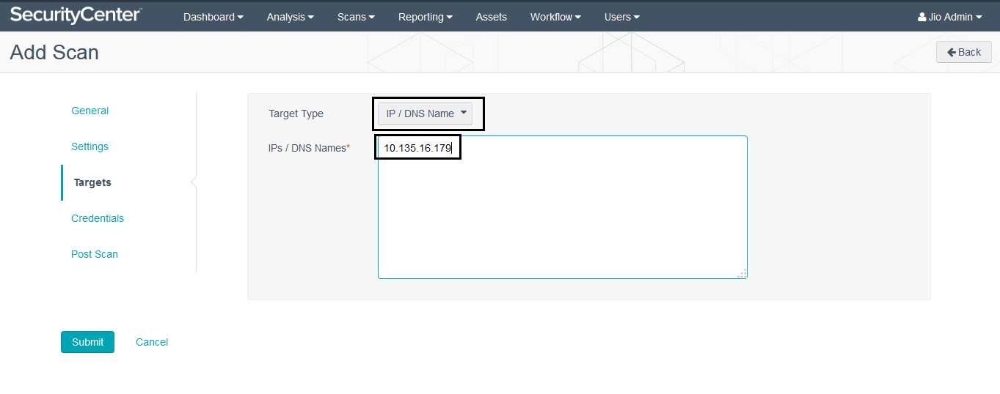 SecurityCenter™ Dashboard Analysis Scans Reporting Assets Workflow Users Jio Admin
Add Scan Back
General
Settings
Targets
Credentials
Post Scan
Target Type IP / DNS Name
IPs / DNS Names* 10.135.16.179
Submit Cancel